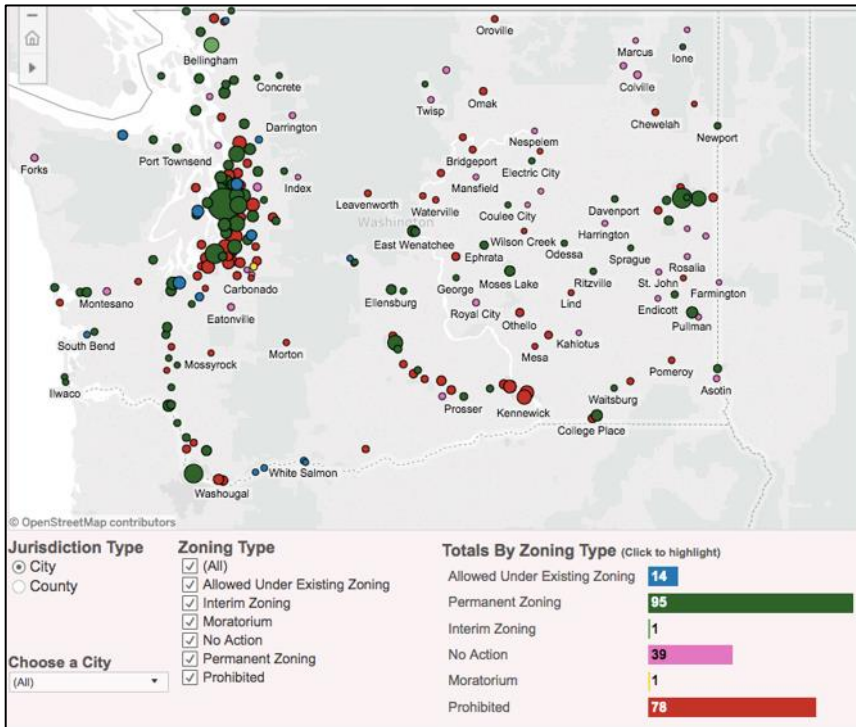 Oroville
Marcus
Ione
Bellingham
Colville
Concrete
Twisp
Omak
Darrington
Chewelah
Newport
Forks
Port Townsend
Nespelem
Bridgeport
Electric City
Index
Mansfield
Leavenworth
Waterville
Coulee City
Davenport
Washington
Harrington
East Wenatchee
Wilson Creek
Odessa
Ephrata
Sprague
Rosalia
Carbonado
George
Moses Lake
Ritzville
St. John
Farmington
Montesano
Eatonville
Ellensburg
Royal City
Lind
Endicott
Othello
Pullman
South Bend
Mossyrock
Morton
Mesa
Kahlotus
Pomeroy
Ilwaco
Prosser
Kennewick
Waitsburg
Asotin
College Place
White Salmon
Washougal
© OpenStreetMap contributors
Jurisdiction Type
City
County
Choose a City
(All)
Zoning Type
(All)
Allowed Under Existing Zoning
Interim Zoning
Moratorium
No Action
Permanent Zoning
Prohibited
Totals By Zoning Type (Click to highlight)
Allowed Under Existing Zoning 14
Permanent Zoning 95
Interim Zoning 1
No Action 39
Moratorium 1
Prohibited 78